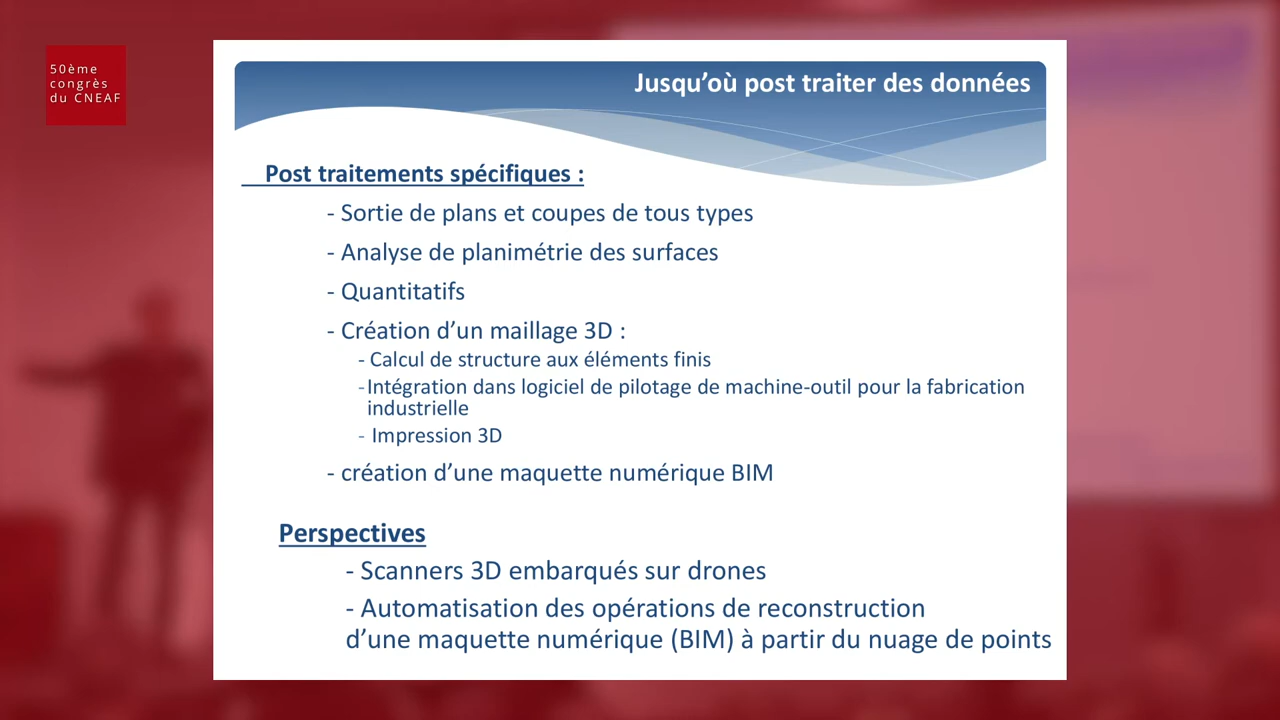 50ème
congrès
du CNEAF
Jusqu’où post traiter des données
Post traitements spécifiques :
- Sortie de plans et coupes de tous types
- Analyse de planimétrie des surfaces
- Quantitatifs
- Création d’un maillage 3D :
- Calcul de structure aux éléments finis
-Intégration dans logiciel de pilotage de machine-outil pour la fabrication
industrielle
- Impression 3D
- création d’une maquette numérique BIM
Perspectives
- Scanners 3D embarqués sur drones
- Automatisation des opérations de reconstruction
d’une maquette numérique (BIM) à partir du nuage de points